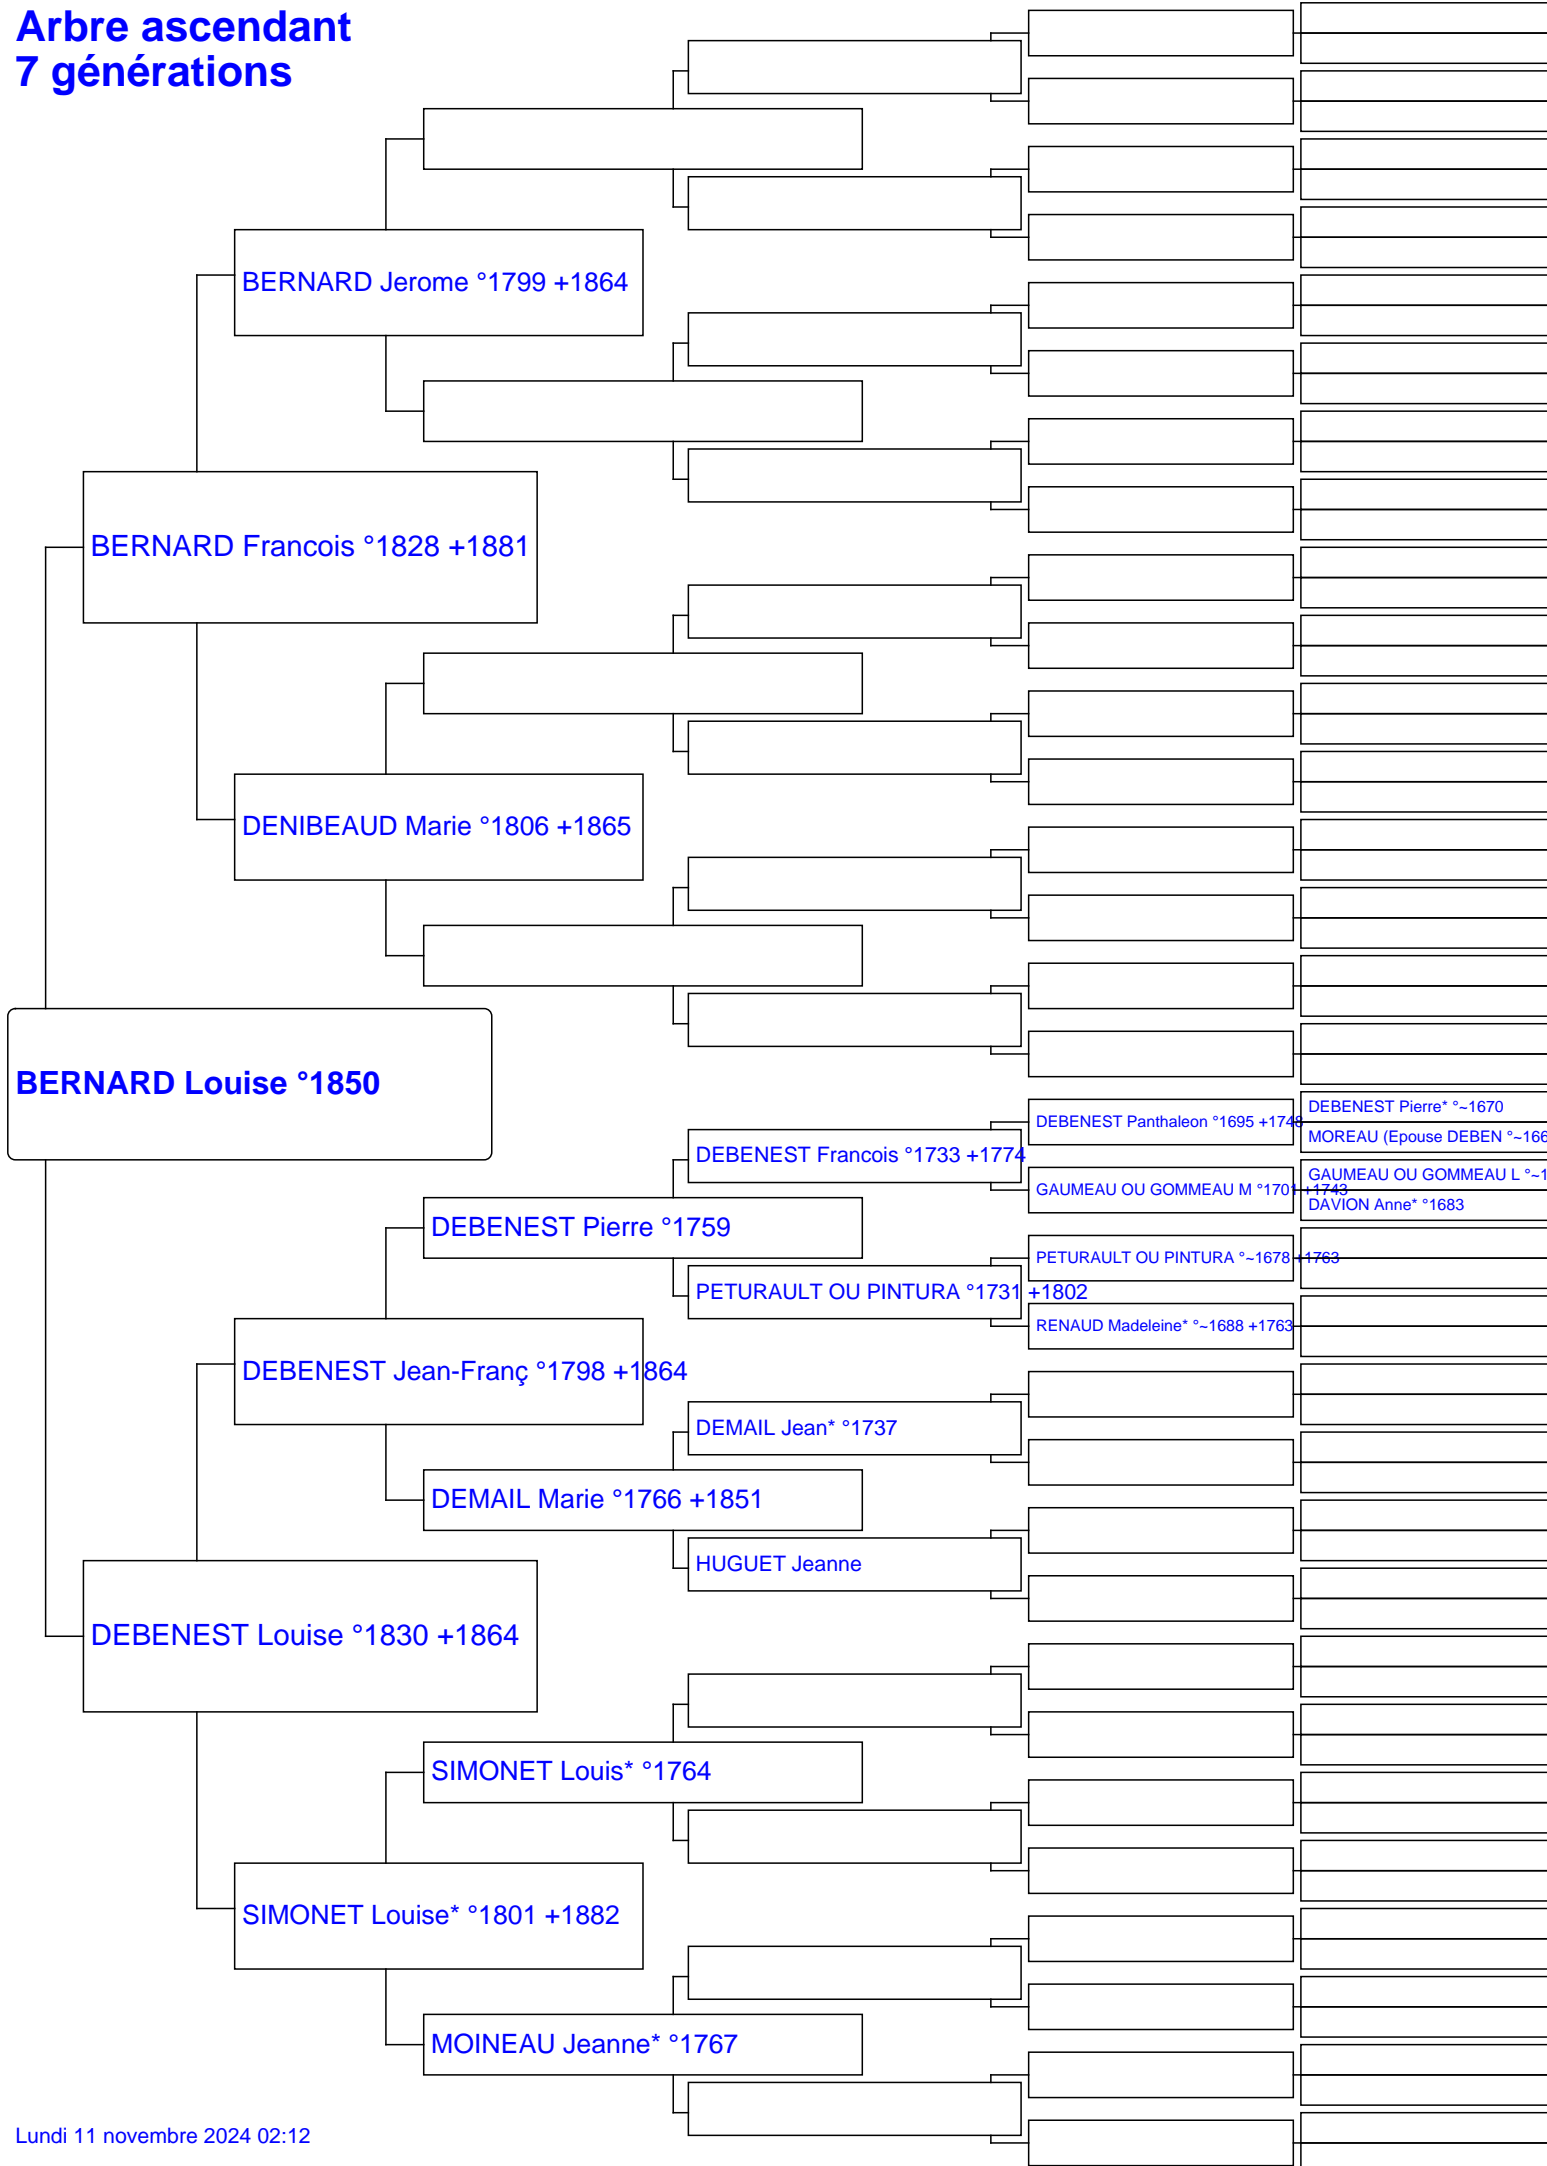 Arbre ascendant
7 générations
BERNARD Jerome °1799 +1864
BERNARD Francois °1828 +1881
DENIBEAUD Marie °1806 +1865
BERNARD Louise °1850
DEBENEST Panthaleon °1695 +1748
DEBENEST Pierre* °~1670
MOREAU (Epouse DEBEN °~166
DEBENEST Francois °1733 +1774
GAUMEAU OU GOMMEAU M °1701 +1743
GAUMEAU OU GOMMEAU L °~1
DAVION Anne* °1683
DEBENEST Pierre °1759
PETURAULT OU PINTURA °~1678 +1763
PETURAULT OU PINTURA °1731 +1802
RENAUD Madeleine* °~1688 +1763
DEBENEST Jean-Franç °1798 +1864
DEMAIL Jean* °1737
DEMAIL Marie °1766 +1851
HUGUET Jeanne
DEBENEST Louise °1830 +1864
SIMONET Louis* °1764
SIMONET Louise* °1801 +1882
MOINEAU Jeanne* °1767
Lundi 11 novembre 2024 02:12